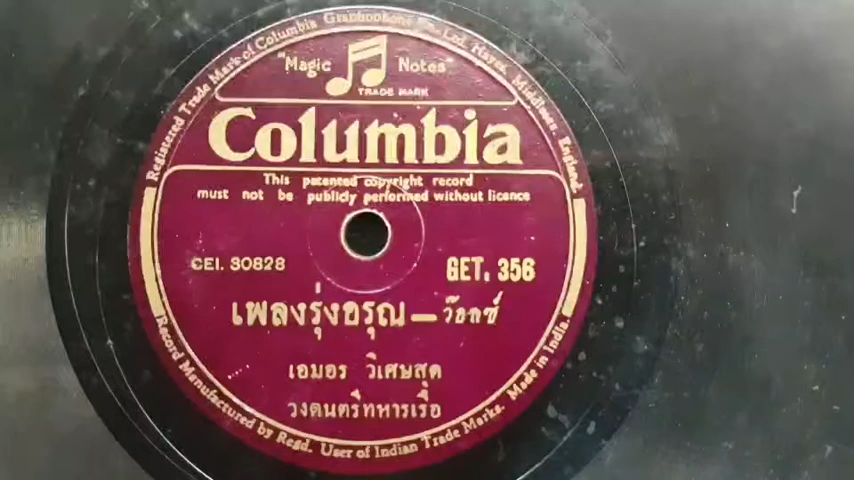 Registered Trade Marks of Columbia Graphophone Co. Ltd. Hayes, Middlesex, England.
"Magic Notes"
TRADE MARK
Columbia
This patented copyright record
must not be publicly performed without licence
CEI. 30828
GET. 356
เพลงรุ่งอรุณ – ว๊อทซ์
เอมอร วิเศษสุด
วงดนตรีทหารเรือ
Record Manufactured by Regd. User of Indian Trade Marks in India.